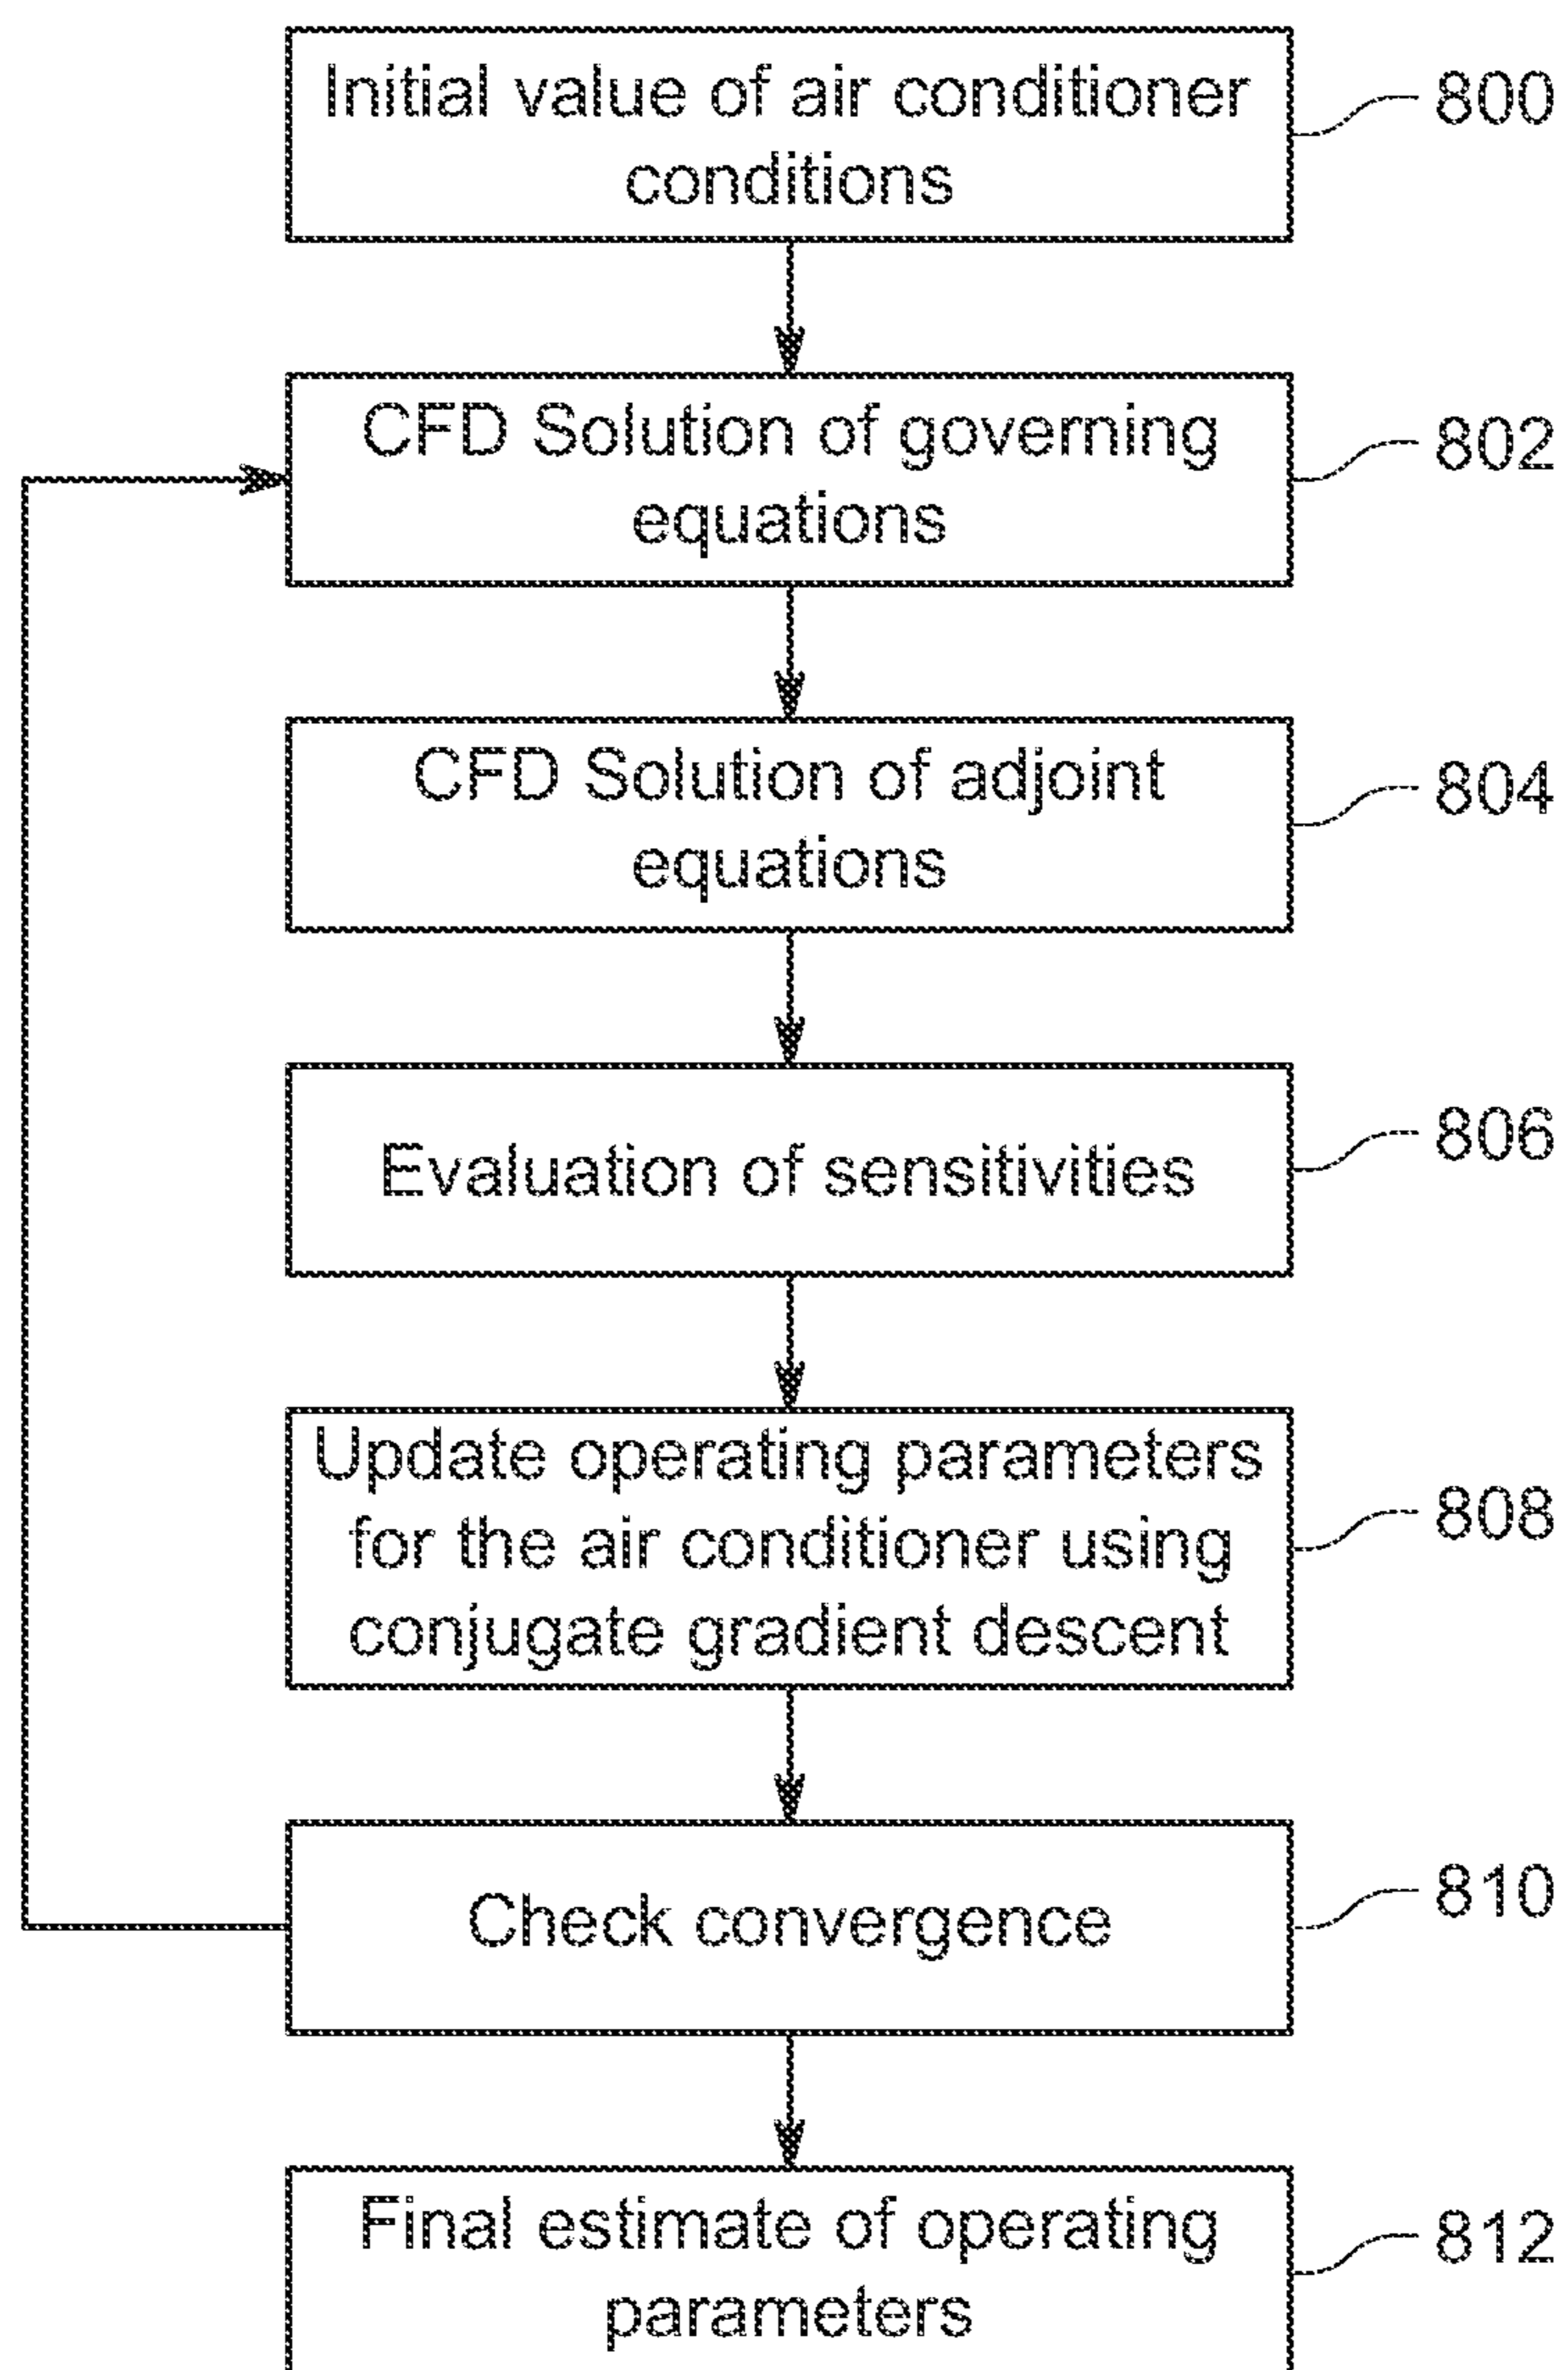 Initial value of air conditioner
conditions
800
CFD Solution of governing
equations
802
CFD Solution of adjoint
equations
804
Evaluation of sensitivities
806
Update operating parameters
for the air conditioner using
conjugate gradient descent
808
Check convergence
810
Final estimate of operating
parameters
812